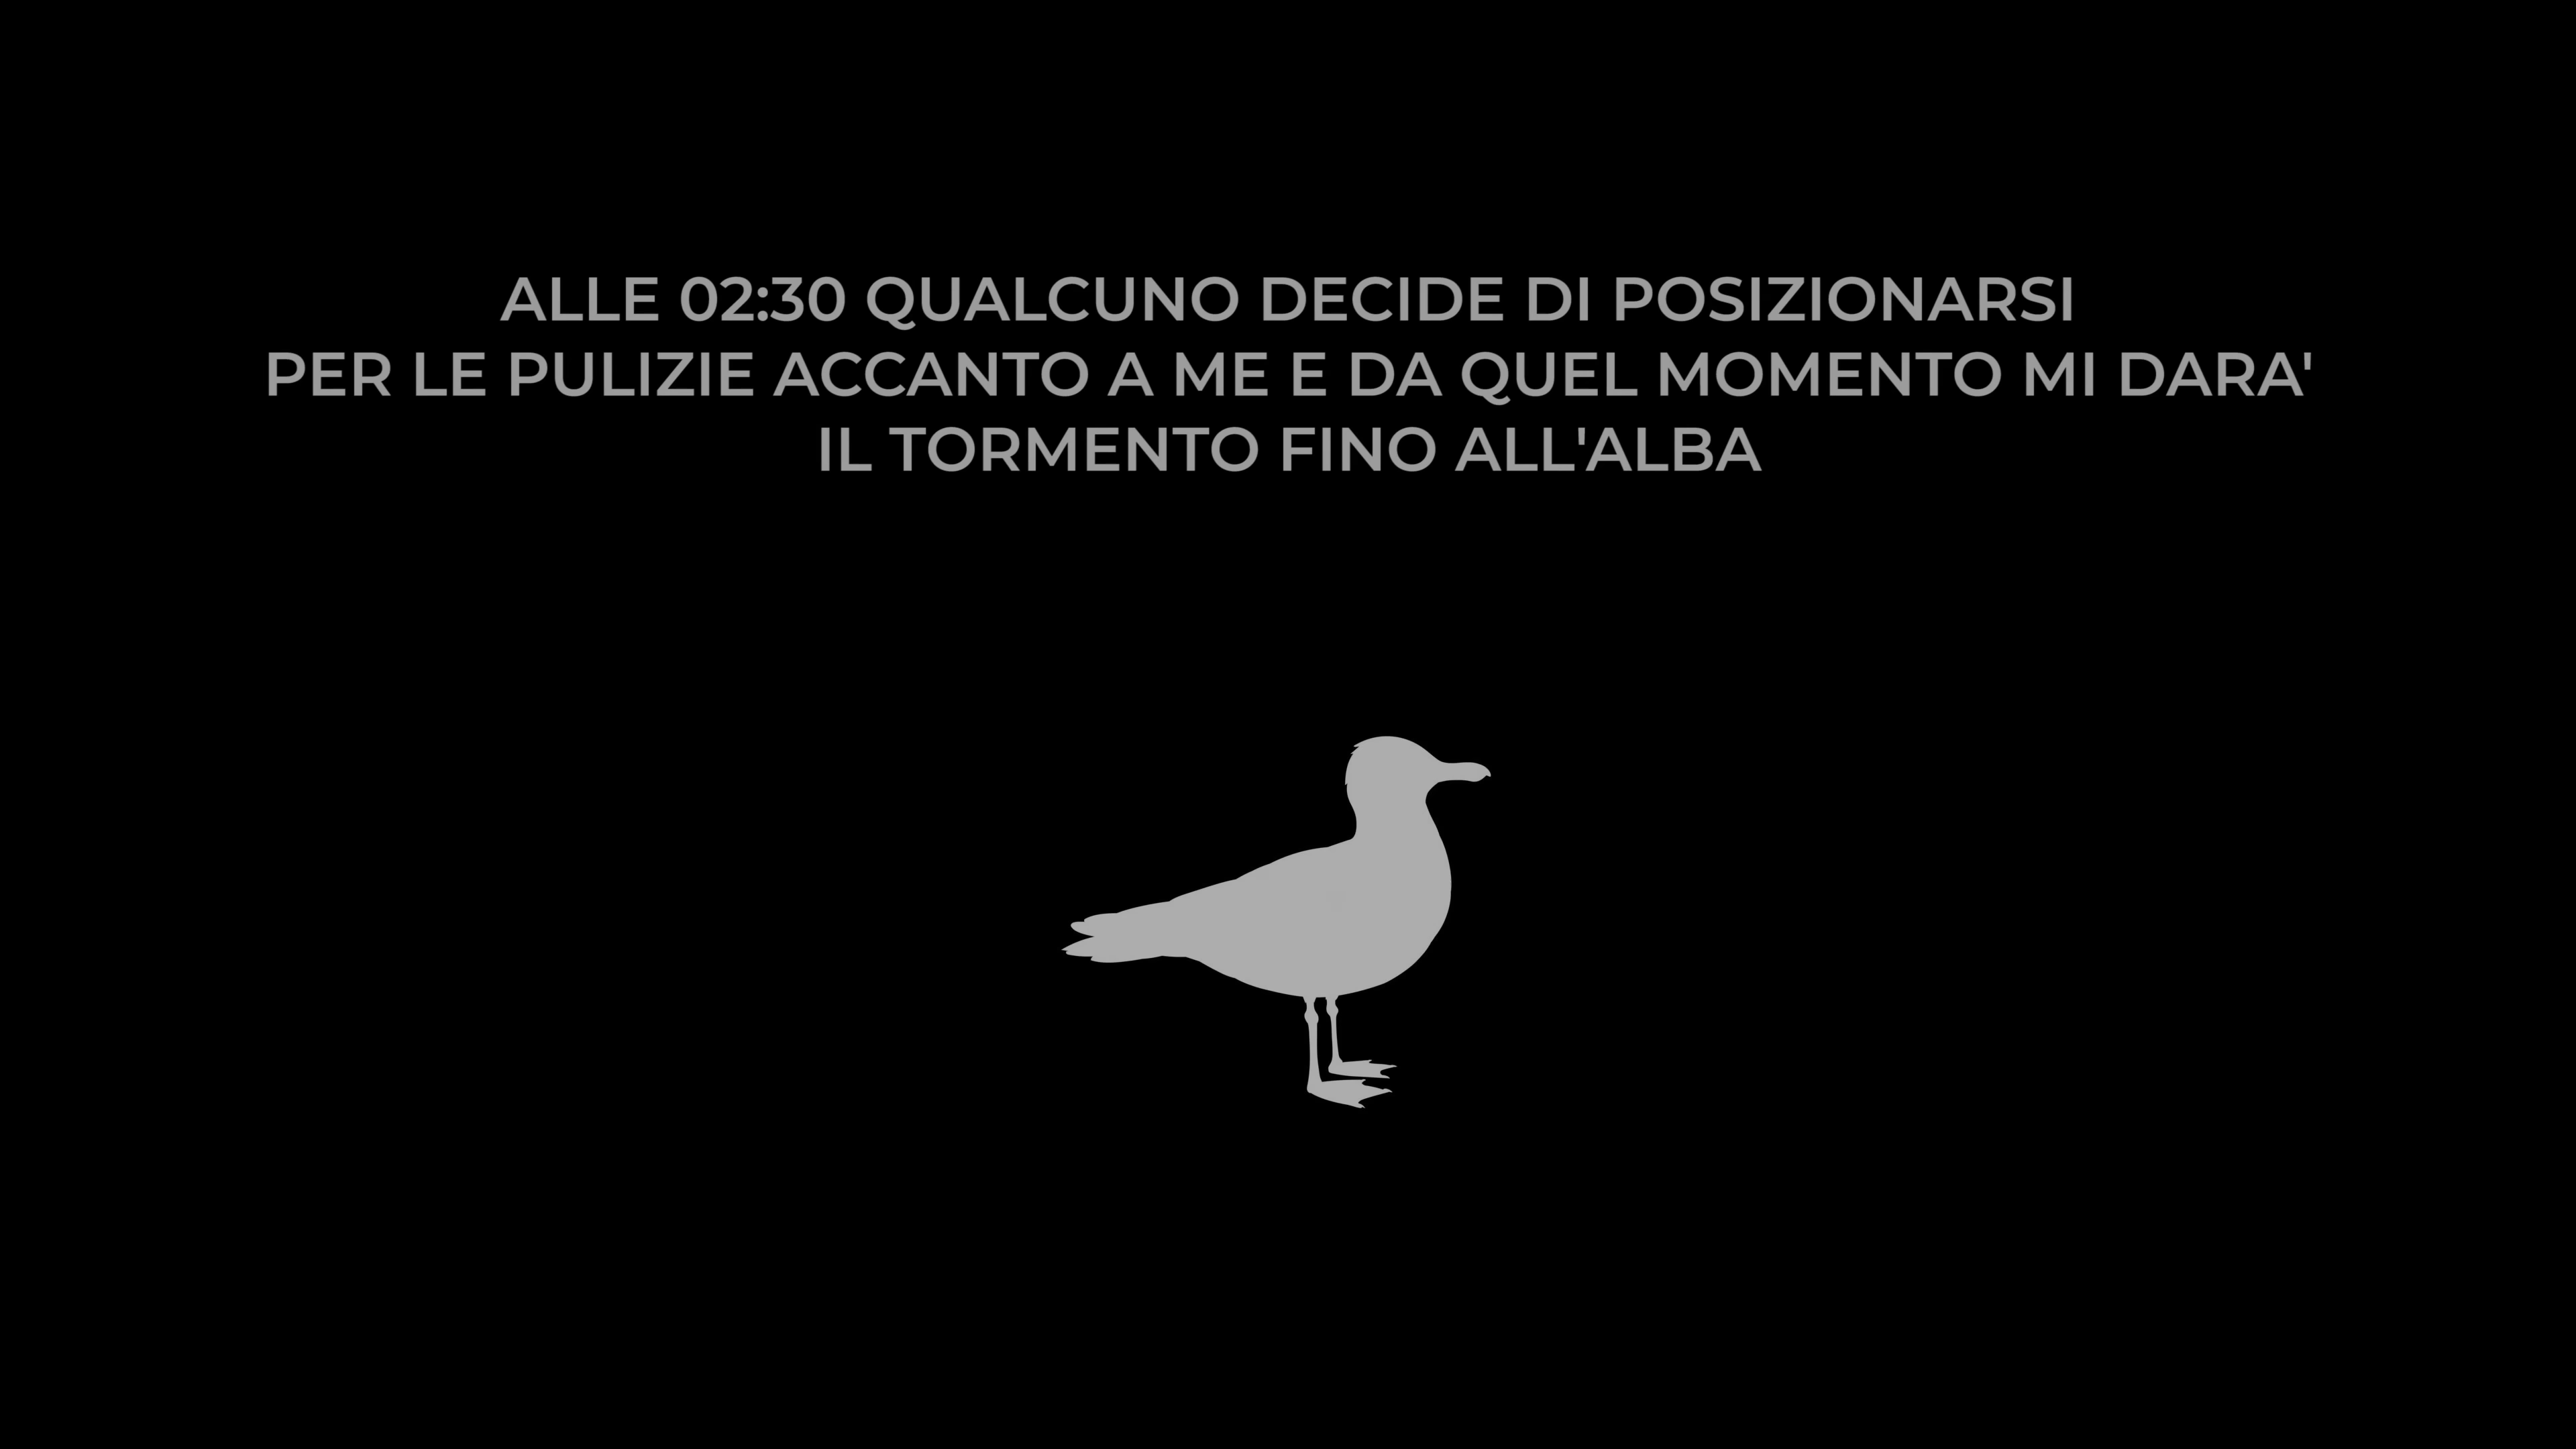 ALLE 02:30 QUALCUNO DECIDE DI POSIZIONARSI
PER LE PULIZIE ACCANTO A ME E DA QUEL MOMENTO MI DARA'
IL TORMENTO FINO ALL'ALBA